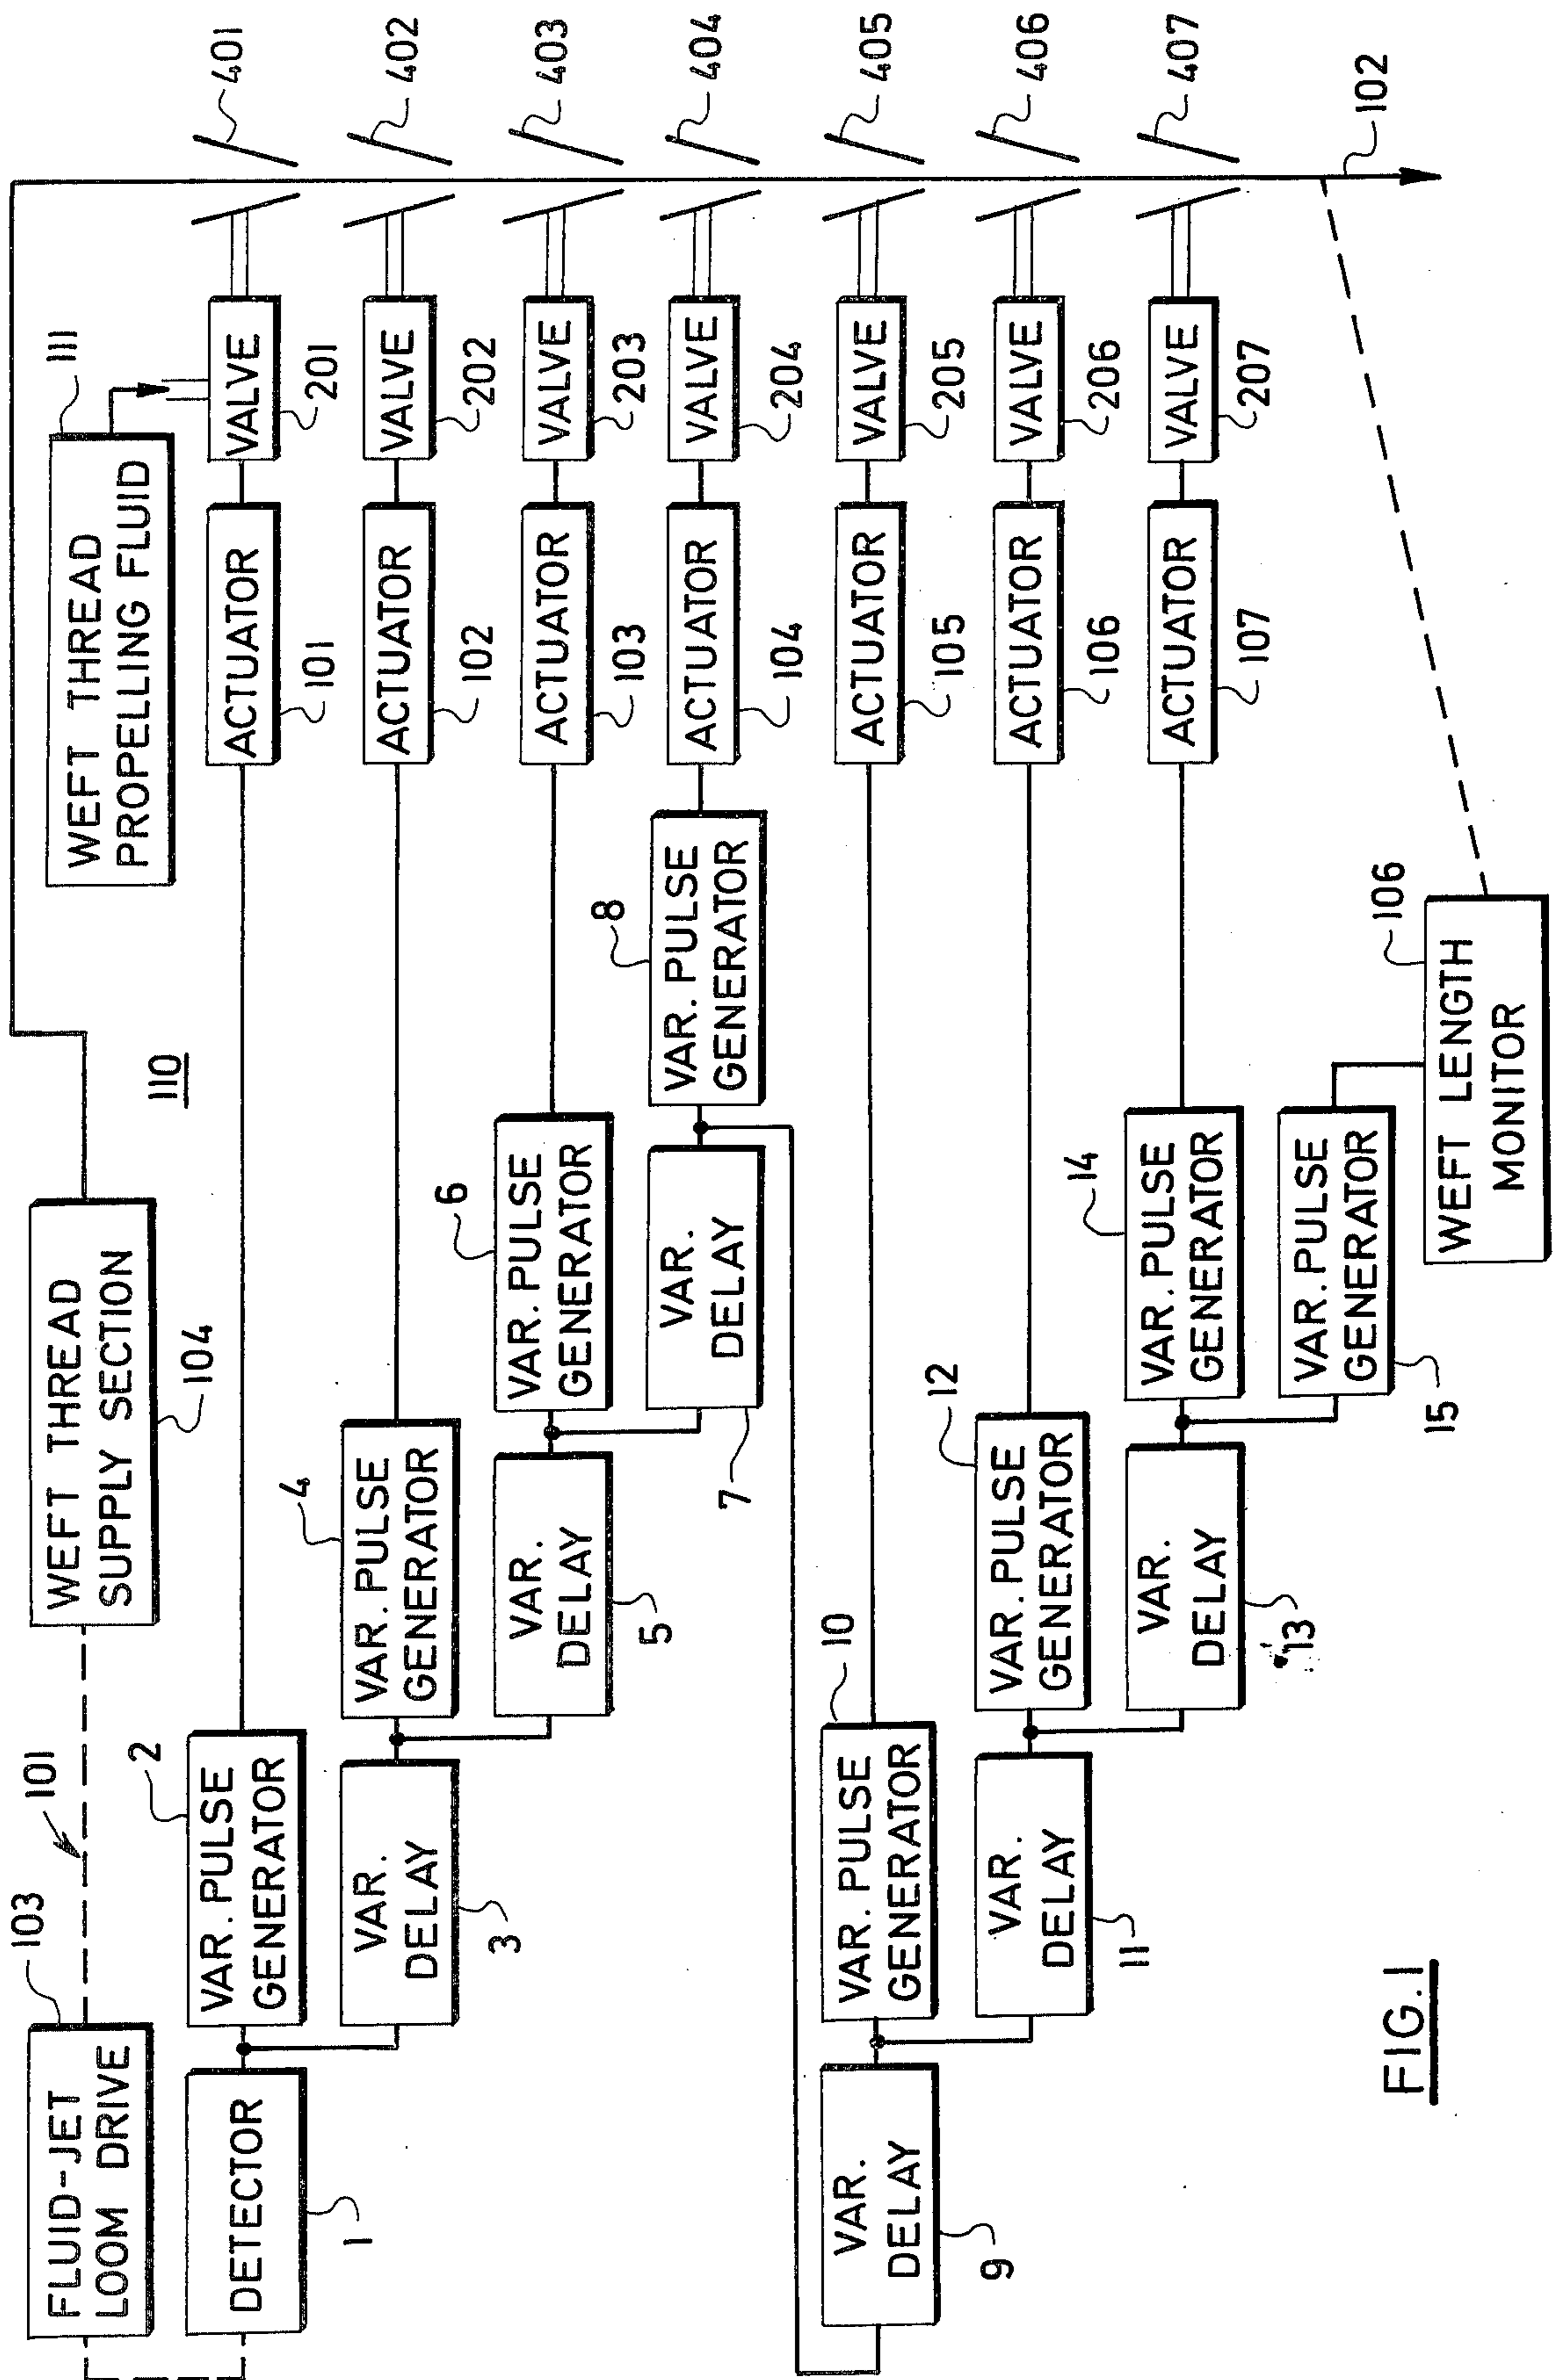 FLUID-JET
LOOM DRIVE
103
101
WEFT THREAD
SUPPLY SECTION
104
110
WEFT THREAD
PROPELLING FLUID
111
DETECTOR
1
VAR. PULSE
GENERATOR
2
ACTUATOR
101
VALVE
201
401
VAR.
DELAY
3
VAR. PULSE
GENERATOR
4
ACTUATOR
102
VALVE
202
402
VAR.
DELAY
5
VAR. PULSE
GENERATOR
6
ACTUATOR
103
VALVE
203
403
VAR.
DELAY
7
VAR. PULSE
GENERATOR
8
ACTUATOR
104
VALVE
204
404
VAR.
DELAY
9
VAR. PULSE
GENERATOR
10
ACTUATOR
105
VALVE
205
405
VAR.
DELAY
11
VAR. PULSE
GENERATOR
12
ACTUATOR
106
VALVE
206
406
VAR.
DELAY
13
VAR. PULSE
GENERATOR
14
ACTUATOR
107
VALVE
207
407
VAR. PULSE
GENERATOR
15
WEFT LENGTH
MONITOR
106
102
FIG.1